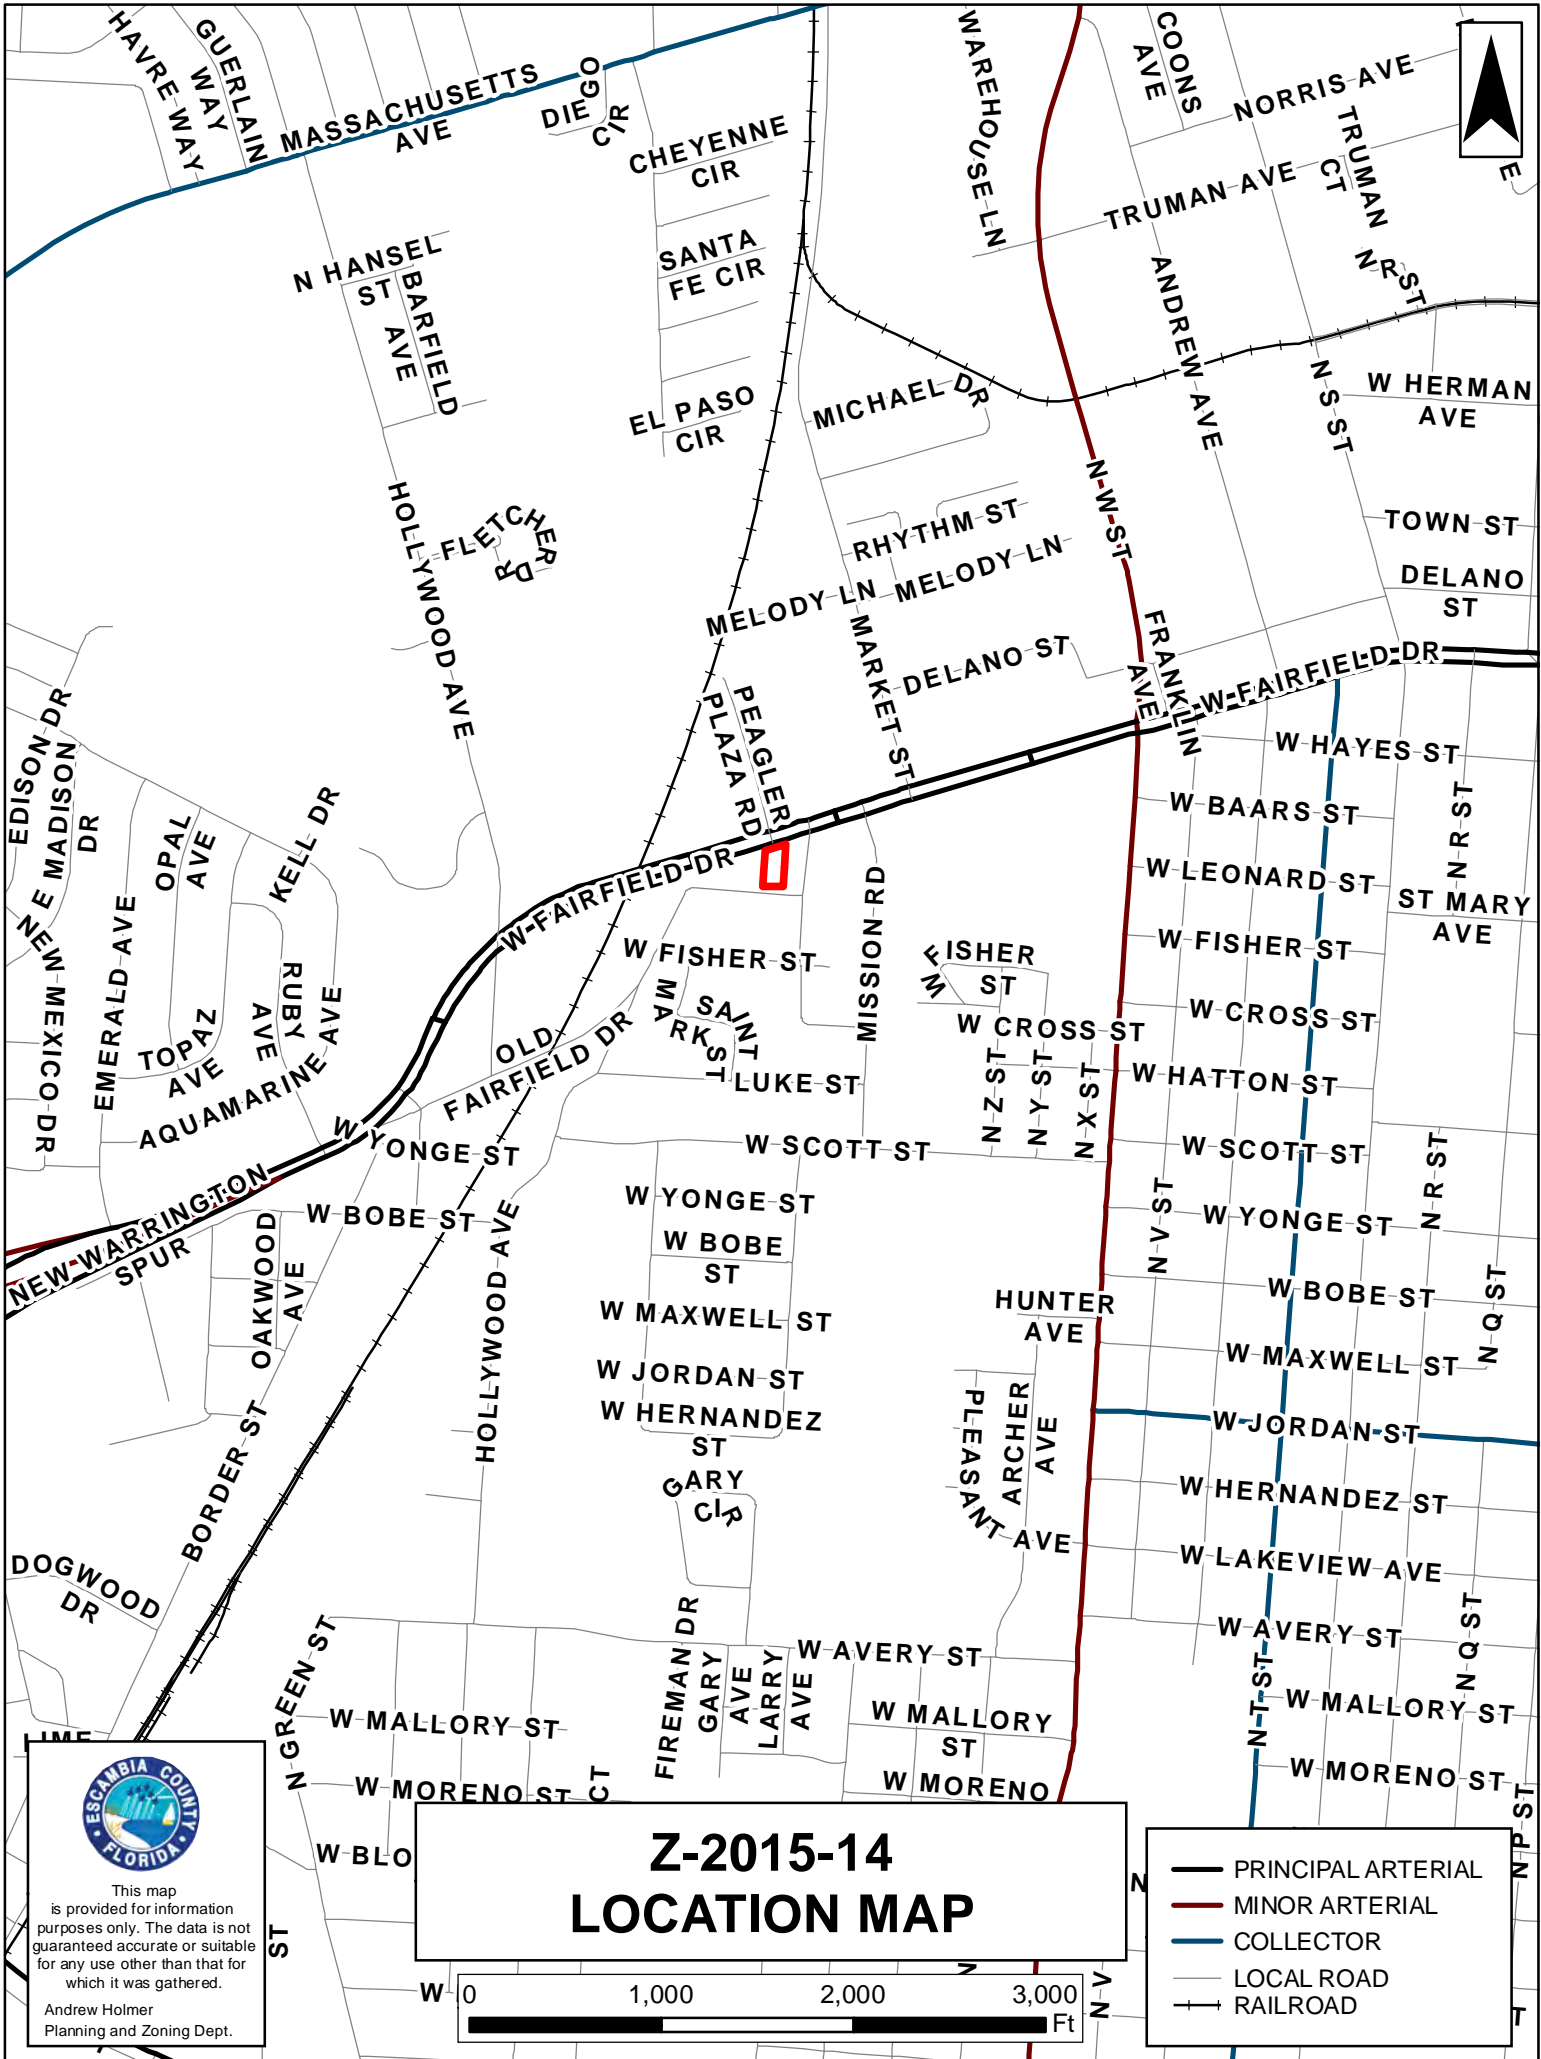 HAVRE WAY
GUERLAIN
WAY
MASSACHUSETTS
AVE
DIEGO
CIR
CHEYENNE
CIR
WAREHOUSE LN
COONS
AVE
NORRIS AVE
TRUMAN
CT
TRUMAN AVE
E
N HANSEL
ST
BARFIELD
AVE
SANTA
FE CIR
ANDREW AVE
N R ST
EL PASO
CIR
MICHAEL DR
N S ST
W HERMAN
AVE
HOLLYWOOD AVE
FLETCHER
DR
N W ST
RHYTHM ST
MELODY LN
MELODY LN
TOWN ST
DELANO
ST
MARKET ST
DELANO ST
FRANKLIN
AVE
W FAIRFIELD DR
PEAGLER
PLAZA RD
EDISON DR
N E MADISON
DR
OPAL
AVE
KELL DR
W HAYES ST
W BAARS ST
N R ST
W FAIRFIELD DR
W LEONARD ST
ST MARY
AVE
NEW MEXICO DR
EMERALD AVE
RUBY
AVE
TOPAZ
AVE
AQUAMARINE AVE
W FISHER ST
MISSION RD
W FISHER
ST
W FISHER ST
SAINT
MARK
ST
OLD
FAIRFIELD DR
W CROSS ST
W CROSS ST
LUKE ST
N Z ST
N Y ST
N X ST
W HATTON ST
W YONGE ST
W SCOTT ST
W SCOTT ST
N R ST
NEW WARRINGTON
SPUR
W BOBE ST
W YONGE ST
N V ST
W YONGE ST
OAKWOOD
AVE
HOLLYWOOD AVE
W BOBE
ST
W BOBE ST
N Q ST
W MAXWELL ST
HUNTER
AVE
W MAXWELL ST
W JORDAN ST
W JORDAN ST
BORDER ST
W HERNANDEZ
ST
PLEASANT AVE
ARCHER
AVE
GARY
CIR
W HERNANDEZ ST
W LAKEVIEW AVE
DOGWOOD
DR
N GREEN ST
FIREMAN DR
GARY
AVE
LARRY
AVE
W AVERY ST
W AVERY ST
N Q ST
N T ST
W MALLORY ST
W MALLORY
ST
W MALLORY ST
LIME
W MORENO ST
CT
W MORENO
W MORENO ST
N P ST
W BLO
N
ST
W
N
N V
T
ESCAMBIA COUNTY
FLORIDA
This map
is provided for information
purposes only. The data is not
guaranteed accurate or suitable
for any use other than that for
which it was gathered.
Andrew Holmer
Planning and Zoning Dept.
Z-2015-14
LOCATION MAP
0 1,000 2,000 3,000
Ft
PRINCIPAL ARTERIAL
MINOR ARTERIAL
COLLECTOR
LOCAL ROAD
RAILROAD